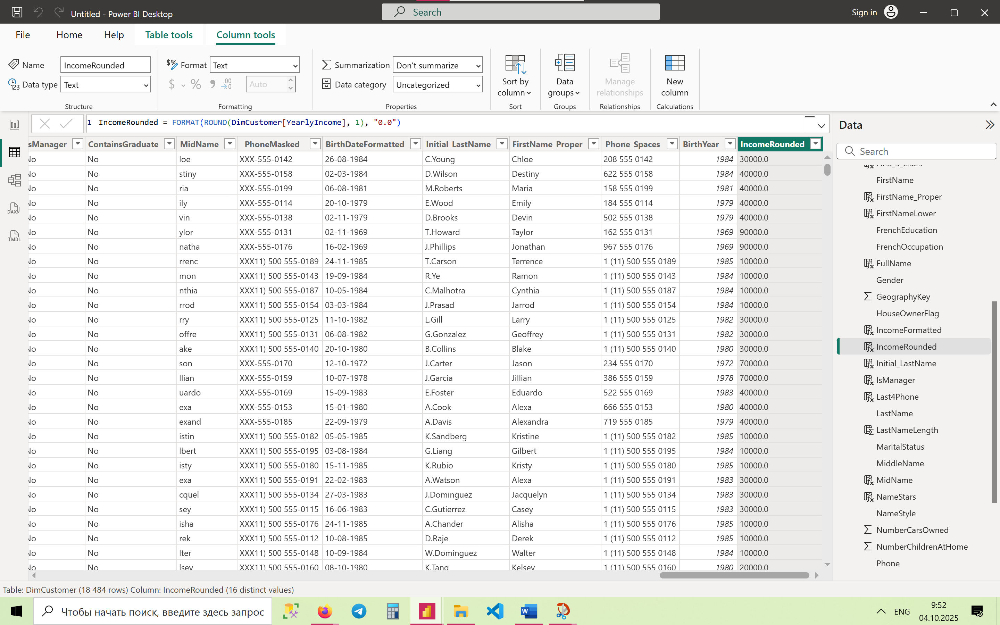 Untitled - Power BI Desktop
Search
Sign in
File Home Help Table tools Column tools
Name IncomeRounded
Data type Text
Structure
Format Text
$ % Auto
Formatting
Summarization Don't summarize
Data category Uncategorized
Properties
Sort by column
Sort
Data groups
Groups
Manage relationships
Relationships
New column
Calculations
1 IncomeRounded = FORMAT(ROUND(DimCustomer[YearlyIncome], 1), "0.0")
sManager ContainsGraduate MidName PhoneMasked BirthDateFormatted Initial_LastName FirstName_Proper Phone_Spaces BirthYear IncomeRounded
No No loe XXX-555-0142 26-08-1984 C.Young Chloe 208 555 0142 1984 30000.0
No No stiny XXX-555-0158 02-03-1984 D.Wilson Destiny 622 555 0158 1984 40000.0
No No ria XXX-555-0199 06-08-1981 M.Roberts Maria 158 555 0199 1981 40000.0
No No ily XXX-555-0114 20-10-1979 E.Wood Emily 184 555 0114 1979 40000.0
No No vin XXX-555-0138 02-11-1979 D.Brooks Devin 502 555 0138 1979 40000.0
No No ylor XXX-555-0131 02-11-1969 T.Howard Taylor 162 555 0131 1969 90000.0
No No natha XXX-555-0176 16-02-1969 J.Phillips Jonathan 967 555 0176 1969 90000.0
No No rrenc XXX11) 500 555-0189 24-11-1985 T.Carson Terrence 1 (11) 500 555 0189 1985 10000.0
No No mon XXX11) 500 555-0143 19-09-1984 R.Ye Ramon 1 (11) 500 555 0143 1984 10000.0
No No nthia XXX11) 500 555-0187 10-05-1984 C.Malhotra Cynthia 1 (11) 500 555 0187 1984 10000.0
No No rrod XXX11) 500 555-0154 03-03-1984 J.Prasad Jarrod 1 (11) 500 555 0154 1984 10000.0
No No rry XXX11) 500 555-0125 11-10-1982 L.Gill Larry 1 (11) 500 555 0125 1982 30000.0
No No offre XXX11) 500 555-0131 06-08-1982 G.Gonzalez Geoffrey 1 (11) 500 555 0131 1982 30000.0
No No ake XXX11) 500 555-0140 20-10-1980 B.Collins Blake 1 (11) 500 555 0140 1980 30000.0
No No son XXX-555-0170 12-10-1972 J.Carter Jason 234 555 0170 1972 70000.0
No No llian XXX-555-0159 10-07-1978 J.Garcia Jillian 386 555 0159 1978 70000.0
No No uardo XXX-555-0169 15-09-1983 E.Foster Eduardo 522 555 0169 1983 40000.0
No No exa XXX-555-0153 15-01-1980 A.Cook Alexa 666 555 0153 1980 40000.0
No No exand XXX-555-0185 22-09-1979 A.Davis Alexandra 719 555 0185 1979 40000.0
No No istin XXX11) 500 555-0182 05-05-1985 K.Sandberg Kristine 1 (11) 500 555 0182 1985 10000.0
No No lbert XXX11) 500 555-0195 03-08-1984 G.Liang Gilbert 1 (11) 500 555 0195 1984 10000.0
No No isty XXX11) 500 555-0180 15-11-1985 K.Rubio Kristy 1 (11) 500 555 0180 1985 10000.0
No No exa XXX11) 500 555-0191 22-02-1983 A.Watson Alexa 1 (11) 500 555 0191 1983 30000.0
No No cquel XXX11) 500 555-0134 27-03-1983 J.Dominguez Jacquelyn 1 (11) 500 555 0134 1983 30000.0
No No sey XXX11) 500 555-0115 16-06-1983 C.Gutierrez Casey 1 (11) 500 555 0115 1983 30000.0
No No isha XXX11) 500 555-0176 24-11-1985 A.Chander Alisha 1 (11) 500 555 0176 1985 10000.0
No No rek XXX11) 500 555-0112 10-08-1985 D.Raje Derek 1 (11) 500 555 0112 1985 10000.0
No No lter XXX11) 500 555-0148 10-09-1984 W.Dominguez Walter 1 (11) 500 555 0148 1984 10000.0
No No lsey XXX11) 500 555-0160 08-10-1980 K.Tang Kelsey 1 (11) 500 555 0160 1980 20000.0
DAX
TMDL
Data
Search
First_3_chars
FirstName
FirstName_Proper
FirstNameLower
FrenchEducation
FrenchOccupation
FullName
Gender
GeographyKey
HouseOwnerFlag
IncomeFormatted
IncomeRounded
Initial_LastName
IsManager
Last4Phone
LastName
LastNameLength
MaritalStatus
MiddleName
MidName
NameStars
NameStyle
NumberCarsOwned
NumberChildrenAtHome
Phone
Table: DimCustomer (18 484 rows) Column: IncomeRounded (16 distinct values)
Чтобы начать поиск, введите здесь запрос
ENG
9:52
04.10.2025